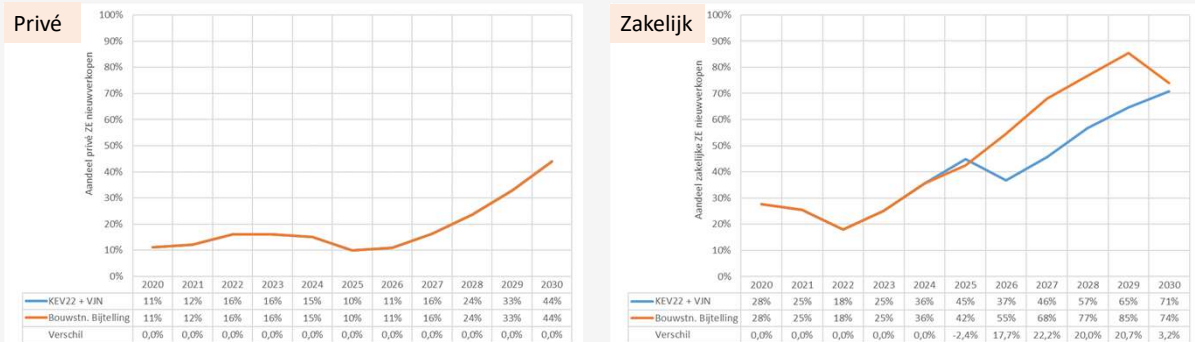 Privé
Aandeel privé ZE nieuwverkopen
100%
90%
80%
70%
60%
50%
40%
30%
20%
10%
0%
2020 2021 2022 2023 2024 2025 2026 2027 2028 2029 2030
KEV22 + VJN 11% 12% 16% 16% 15% 10% 11% 16% 24% 33% 44%
Bouwstn. Bijtelling 11% 12% 16% 16% 15% 10% 11% 16% 24% 33% 44%
Verschil 0,0% 0,0% 0,0% 0,0% 0,0% 0,0% 0,0% 0,0% 0,0% 0,0% 0,0%
Zakelijk
Aandeel zakelijke ZE nieuwverkopen
100%
90%
80%
70%
60%
50%
40%
30%
20%
10%
0%
2020 2021 2022 2023 2024 2025 2026 2027 2028 2029 2030
KEV22 + VJN 28% 25% 18% 25% 36% 45% 37% 46% 57% 65% 71%
Bouwstn. Bijtelling 28% 25% 18% 25% 36% 42% 55% 68% 77% 85% 74%
Verschil 0,0% 0,0% 0,0% 0,0% 0,0% -2,4% 17,7% 22,2% 20,0% 20,7% 3,2%